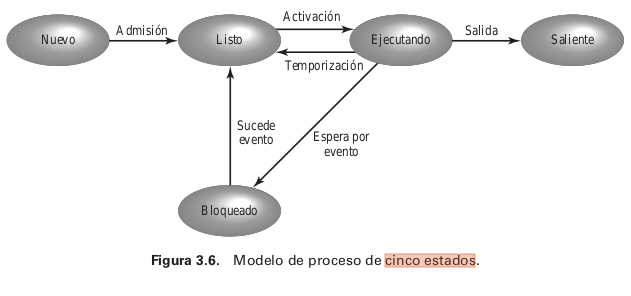 Nuevo
Admisión
Listo
Activación
Temporización
Ejecutando
Salida
Saliente
Sucede
evento
Espera por
evento
Bloqueado
Figura 3.6. Modelo de proceso de cinco estados.